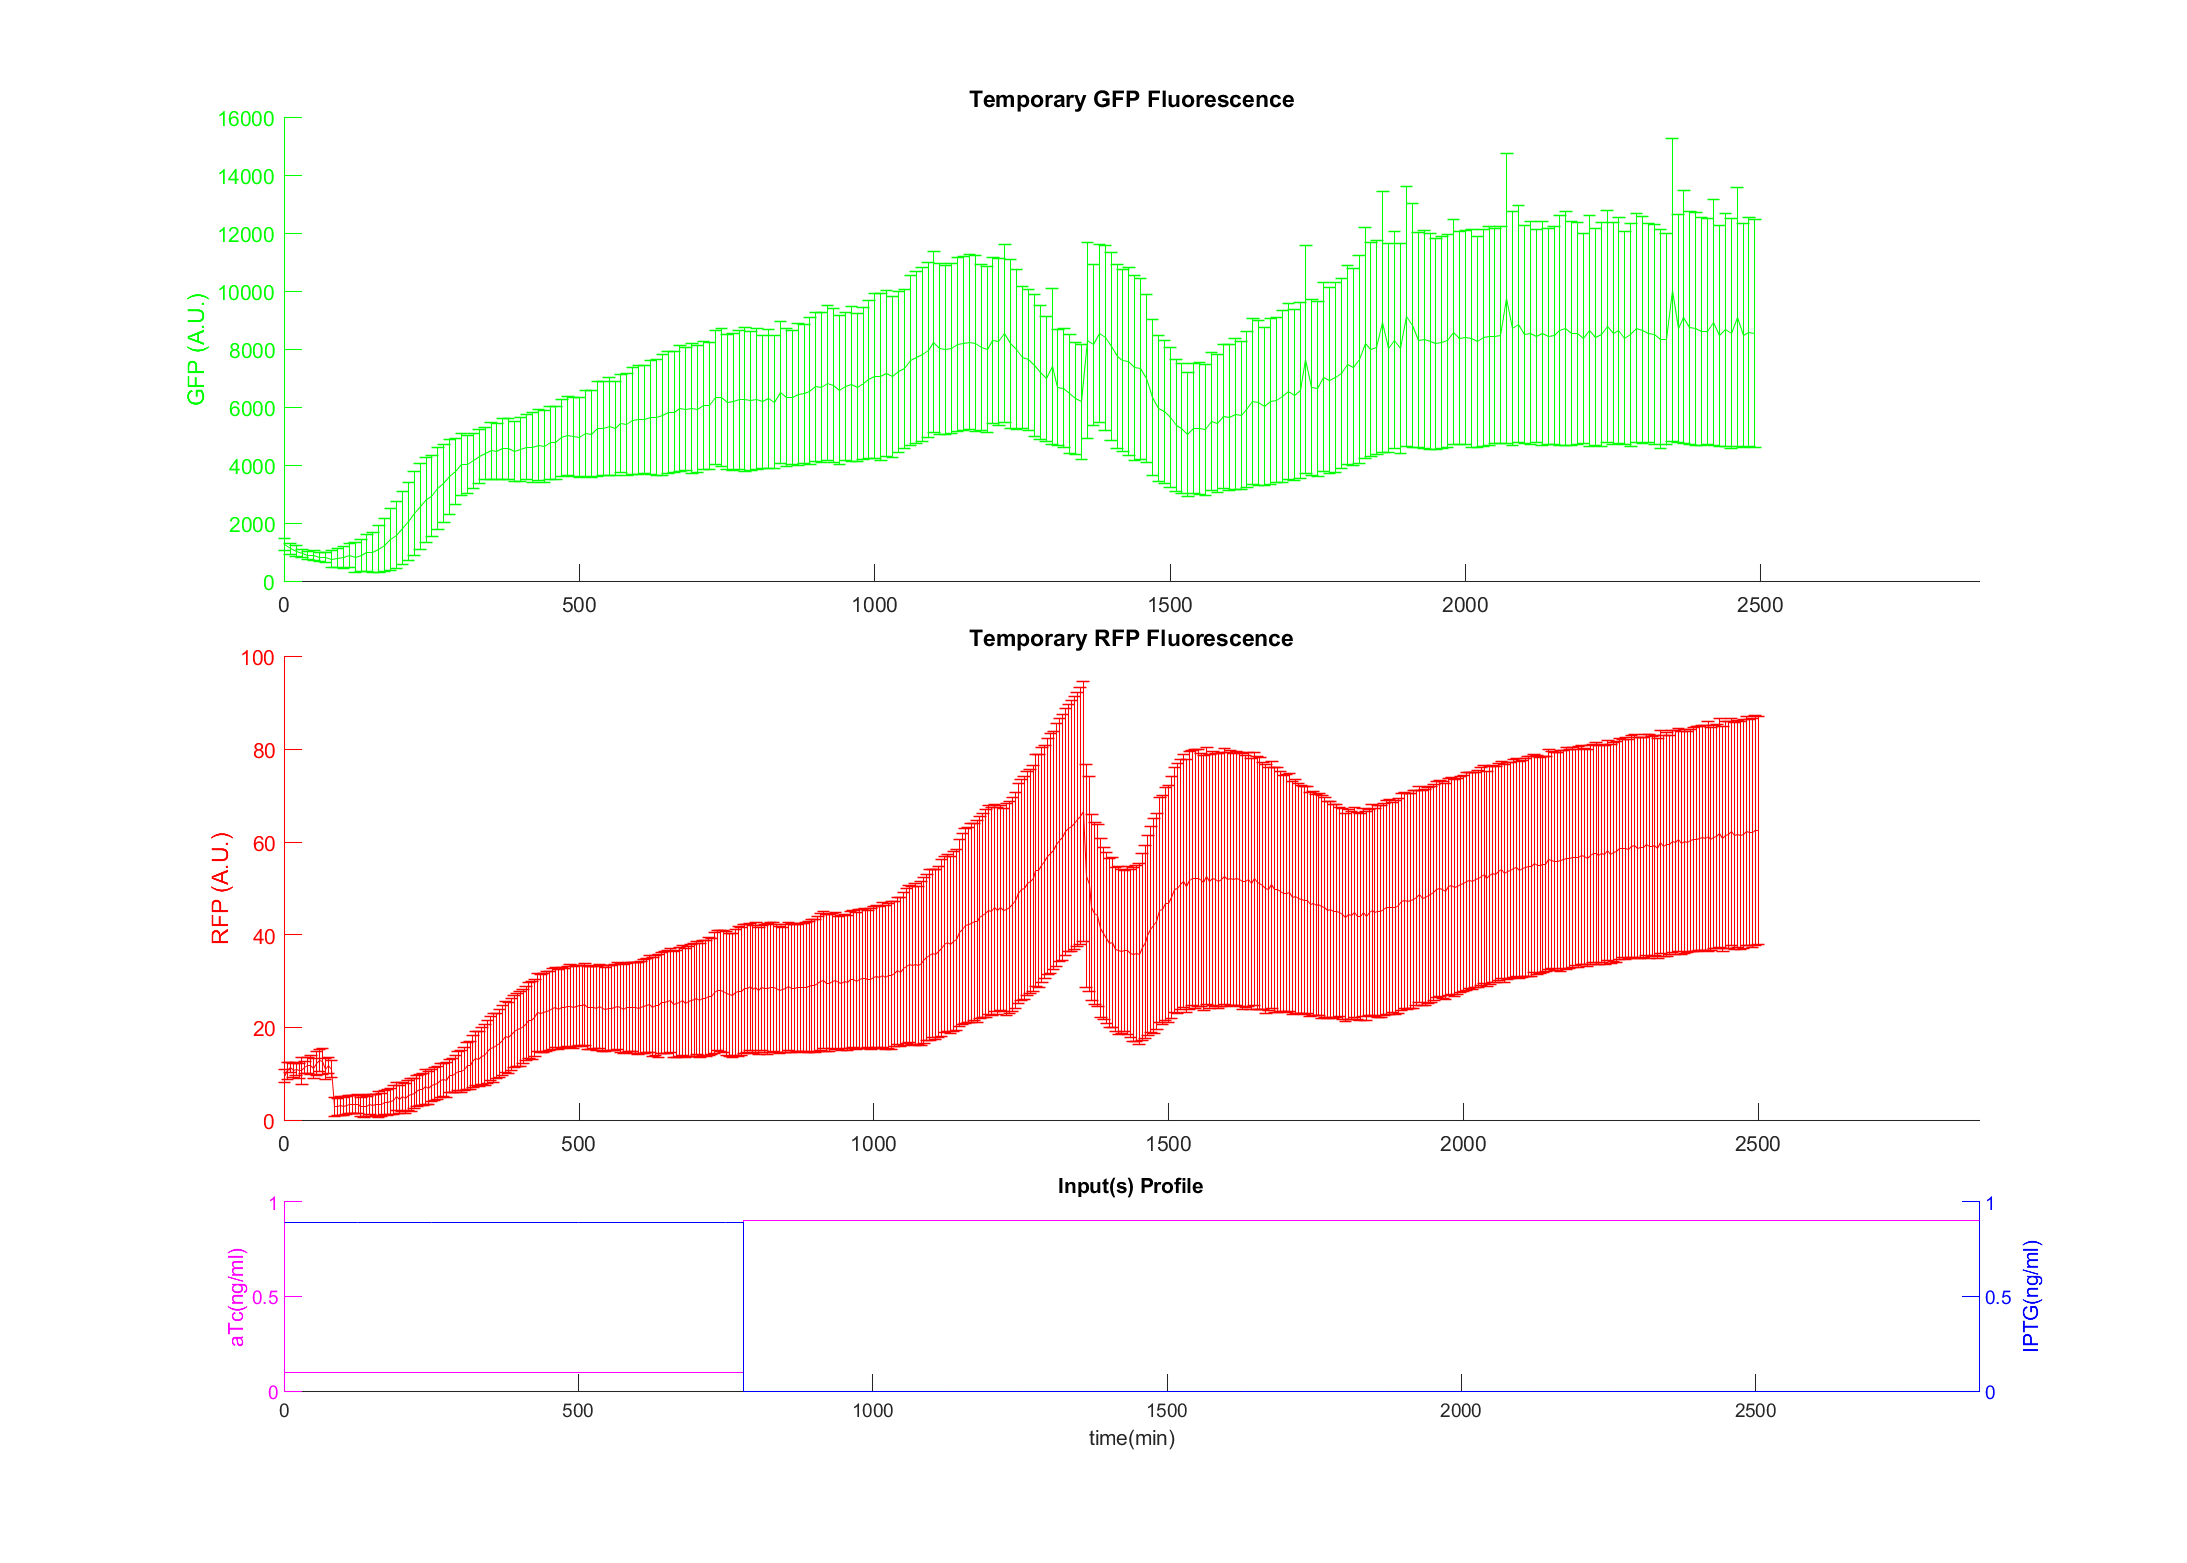 Temporary GFP Fluorescence
16000
14000
12000
10000
8000
6000
4000
2000
0
GFP (A.U.)
0 500 1000 1500 2000 2500
Temporary RFP Fluorescence
100
80
60
40
20
0
RFP (A.U.)
0 500 1000 1500 2000 2500
Input(s) Profile
1
0.5
0
aTc(ng/ml)
1
0.5
0
IPTG(ng/ml)
0 500 1000 1500 2000 2500
time(min)